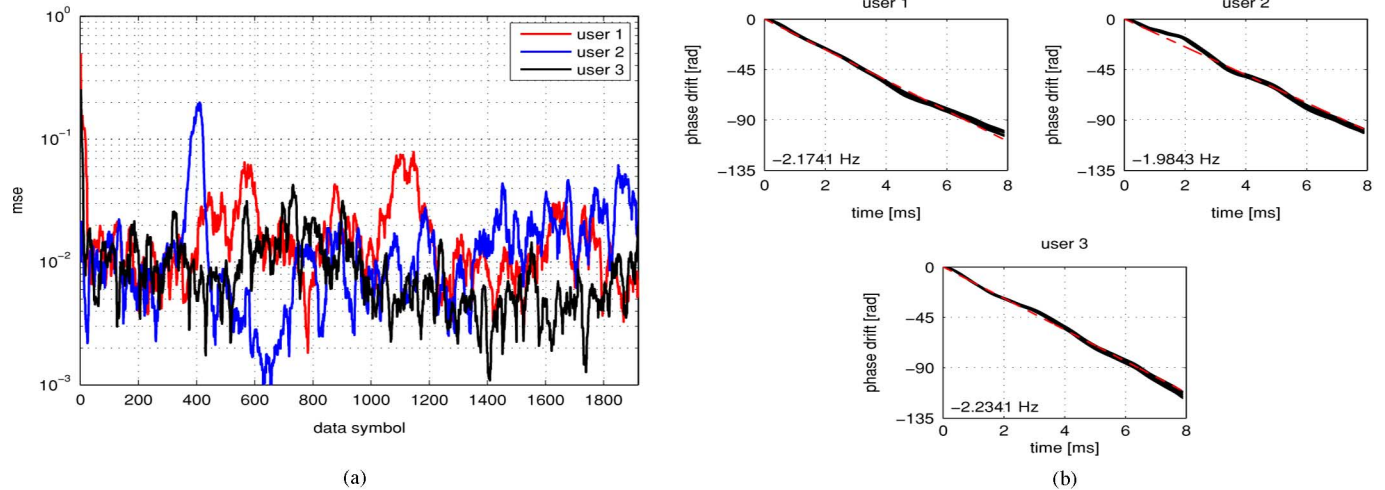 10⁰
10⁻¹
10⁻²
10⁻³
mse
user 1
user 2
user 3
0 200 400 600 800 1000 1200 1400 1600 1800
data symbol
(a)
user 1
0
−45
−90
−135
phase drift [rad]
−2.1741 Hz
0 2 4 6 8
time [ms]
user 2
0
−45
−90
−135
phase drift [rad]
−1.9843 Hz
0 2 4 6 8
time [ms]
user 3
0
−45
−90
−135
phase drift [rad]
−2.2341 Hz
0 2 4 6 8
time [ms]
(b)